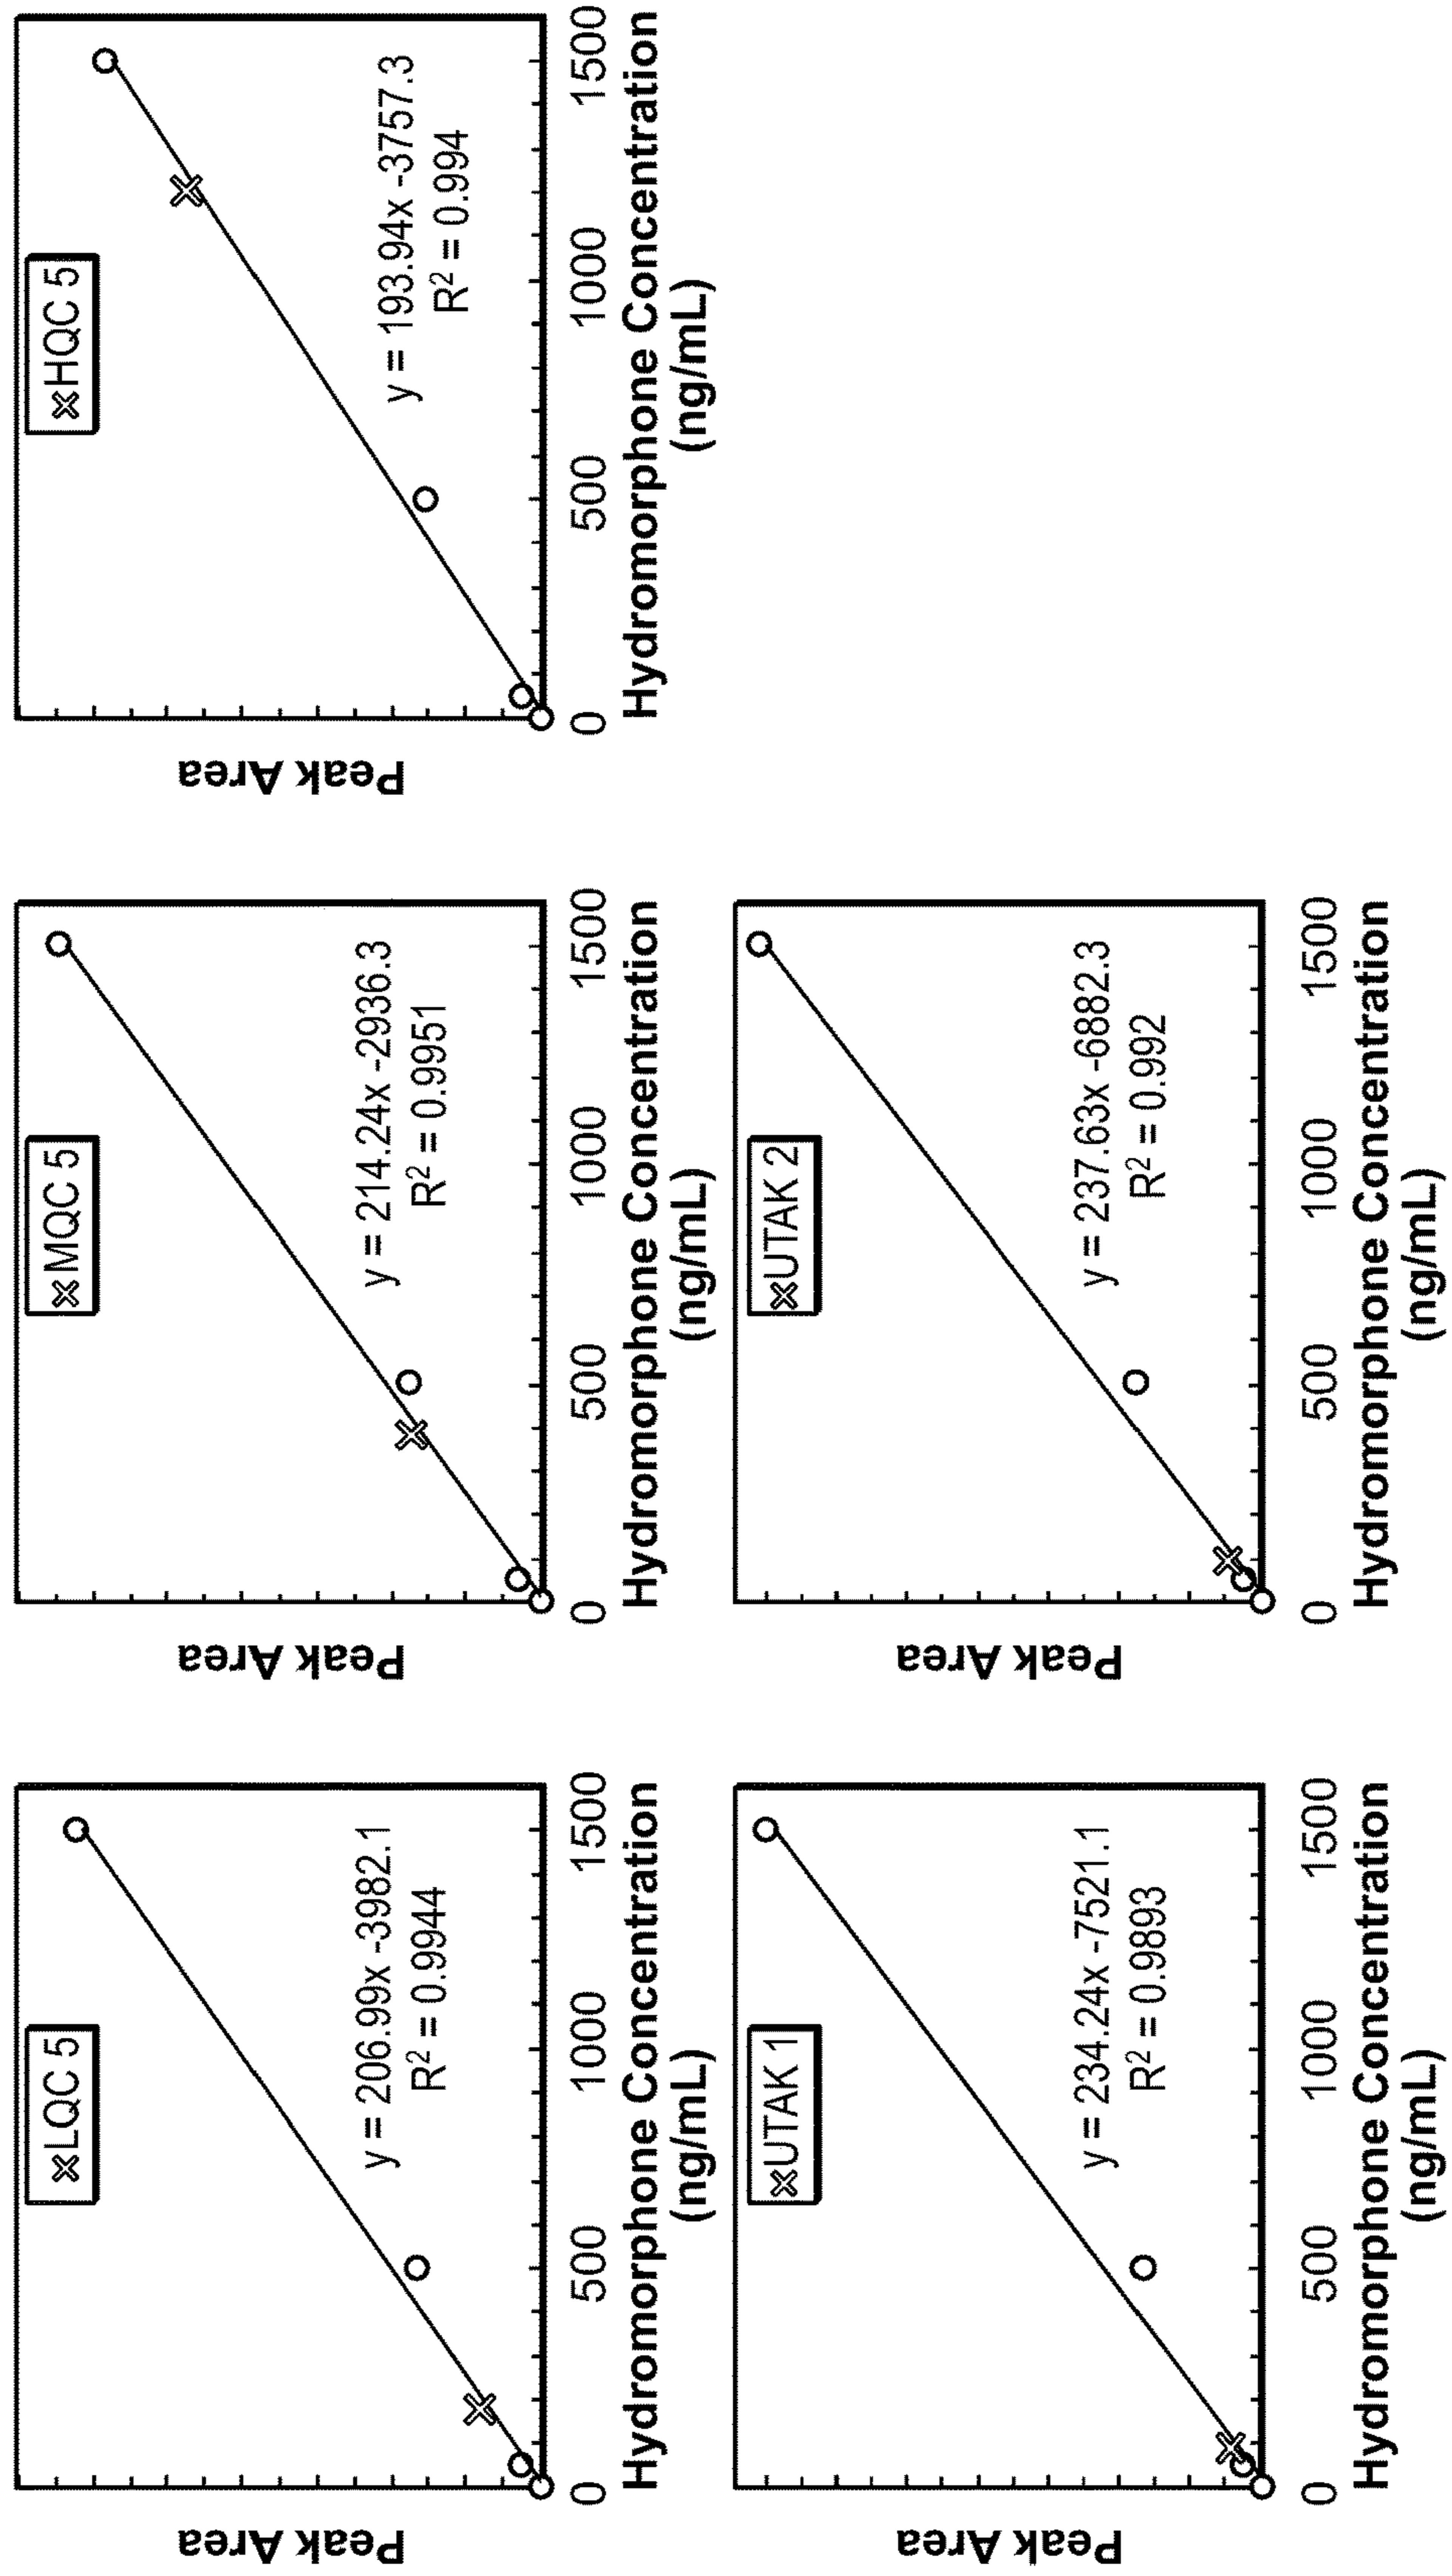 LQC 5
y = 206.99x -3982.1
R² = 0.9944
Peak Area
0 500 1000 1500
Hydromorphone Concentration
(ng/mL)
MQC 5
y = 214.24x -2936.3
R² = 0.9951
Peak Area
0 500 1000 1500
Hydromorphone Concentration
(ng/mL)
HQC 5
y = 193.94x -3757.3
R² = 0.994
Peak Area
0 500 1000 1500
Hydromorphone Concentration
(ng/mL)
UTAK 1
y = 234.24x -7521.1
R² = 0.9893
Peak Area
0 500 1000 1500
Hydromorphone Concentration
(ng/mL)
UTAK 2
y = 237.63x -6882.3
R² = 0.992
Peak Area
0 500 1000 1500
Hydromorphone Concentration
(ng/mL)